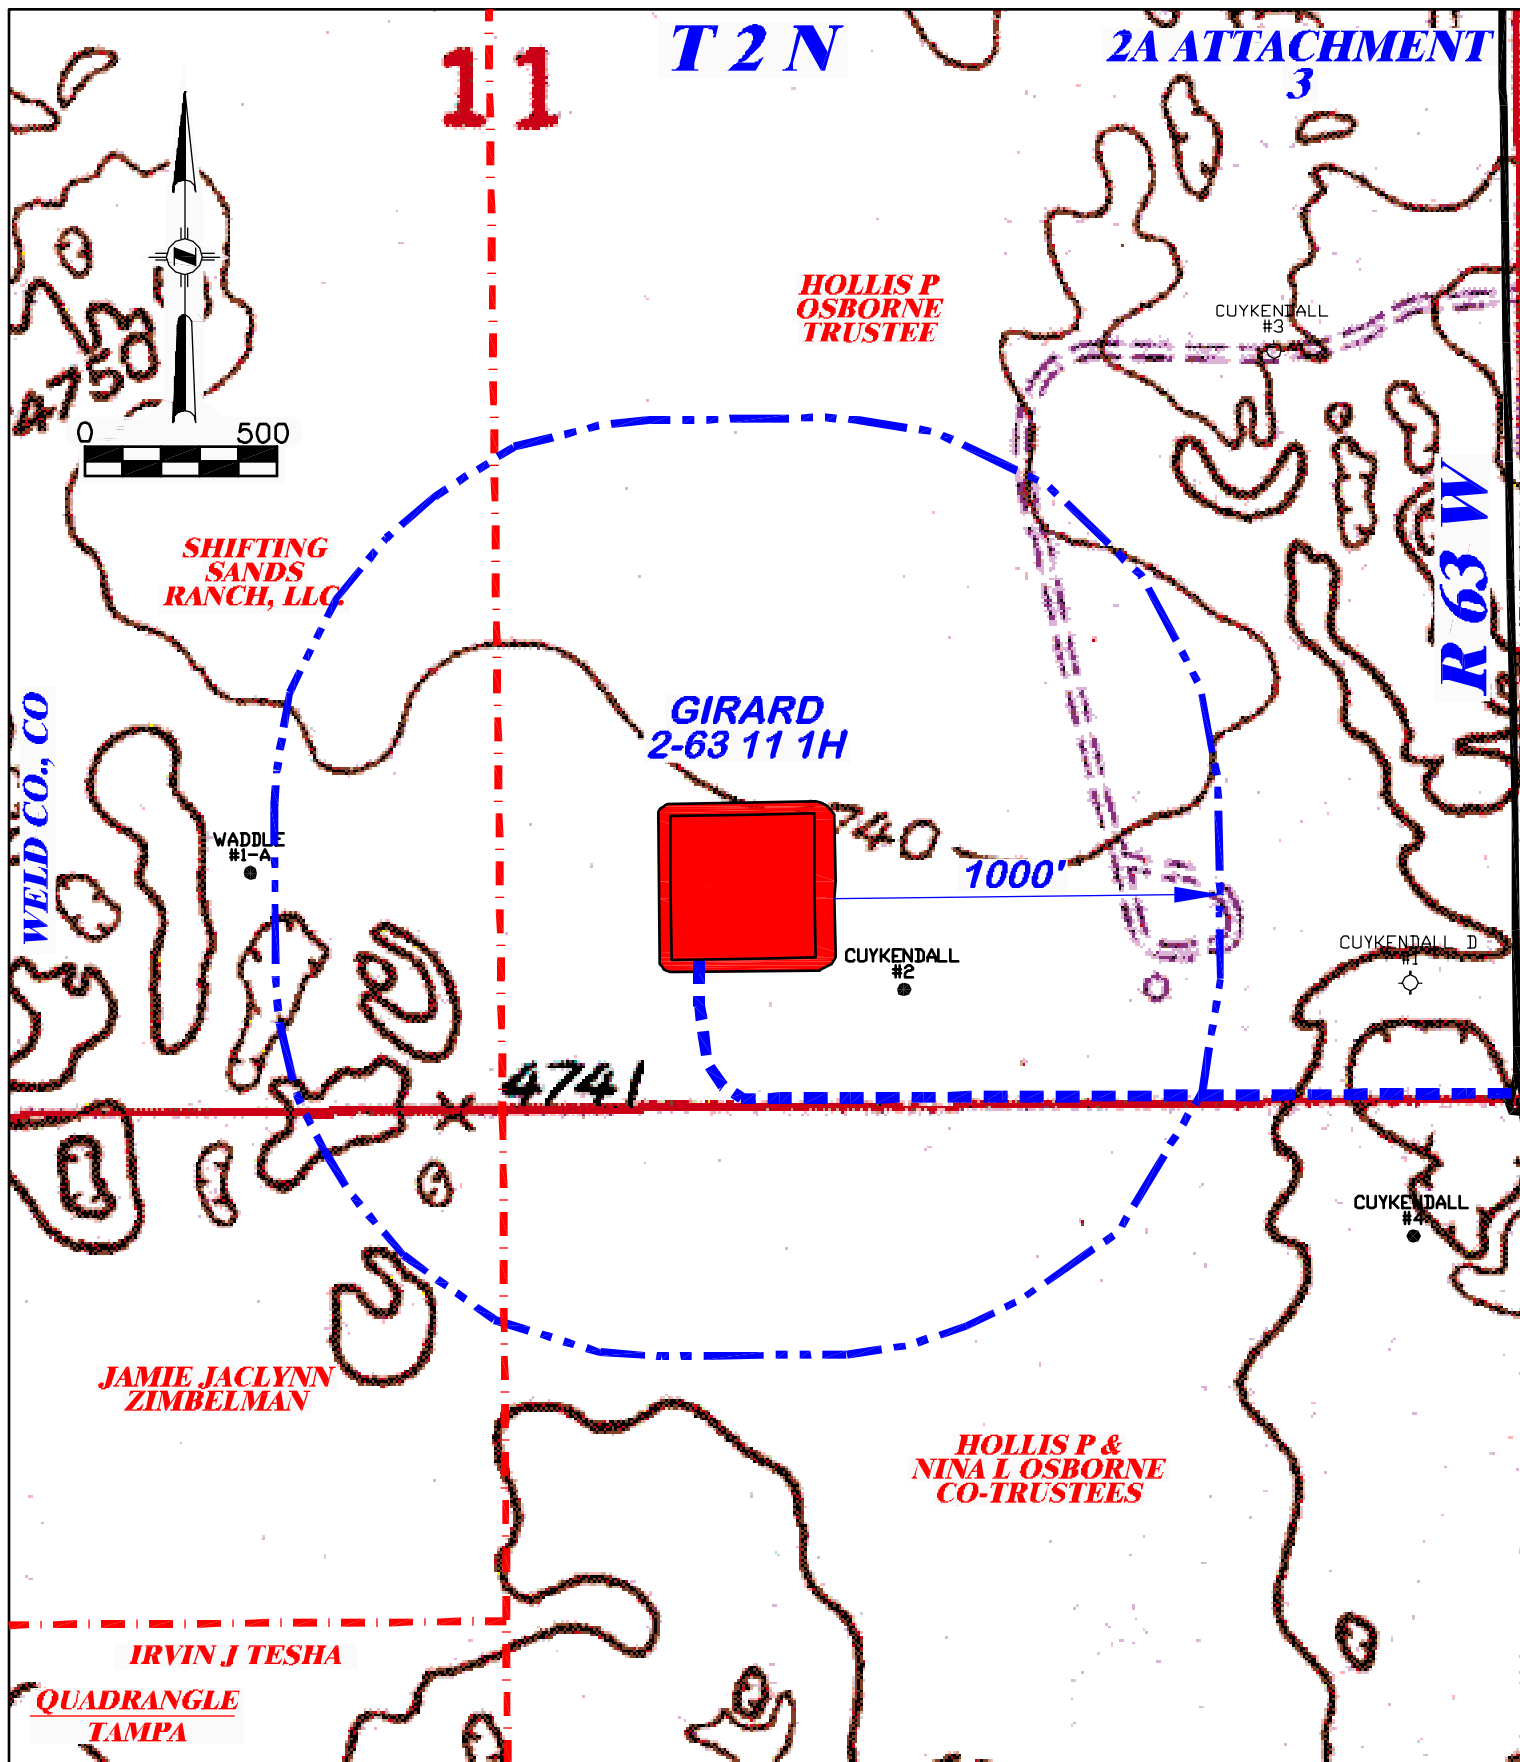 T 2 N
2A ATTACHMENT
3
11
HOLLIS P
OSBORNE
TRUSTEE
CUYKENDALL
#3
4750
0 500
R 63 W
SHIFTING
SANDS
RANCH, LLC.
GIRARD
2-63 11 1H
WELD CO., CO
740
WADDLE
#1-A
1000'
CUYKENDALL
#2
CUYKENDALL D
#1
4741
CUYKENDALL
#4
JAMIE JACLYNN
ZIMBELMAN
HOLLIS P &
NINA L OSBORNE
CO-TRUSTEES
IRVIN J TESHA
QUADRANGLE
TAMPA